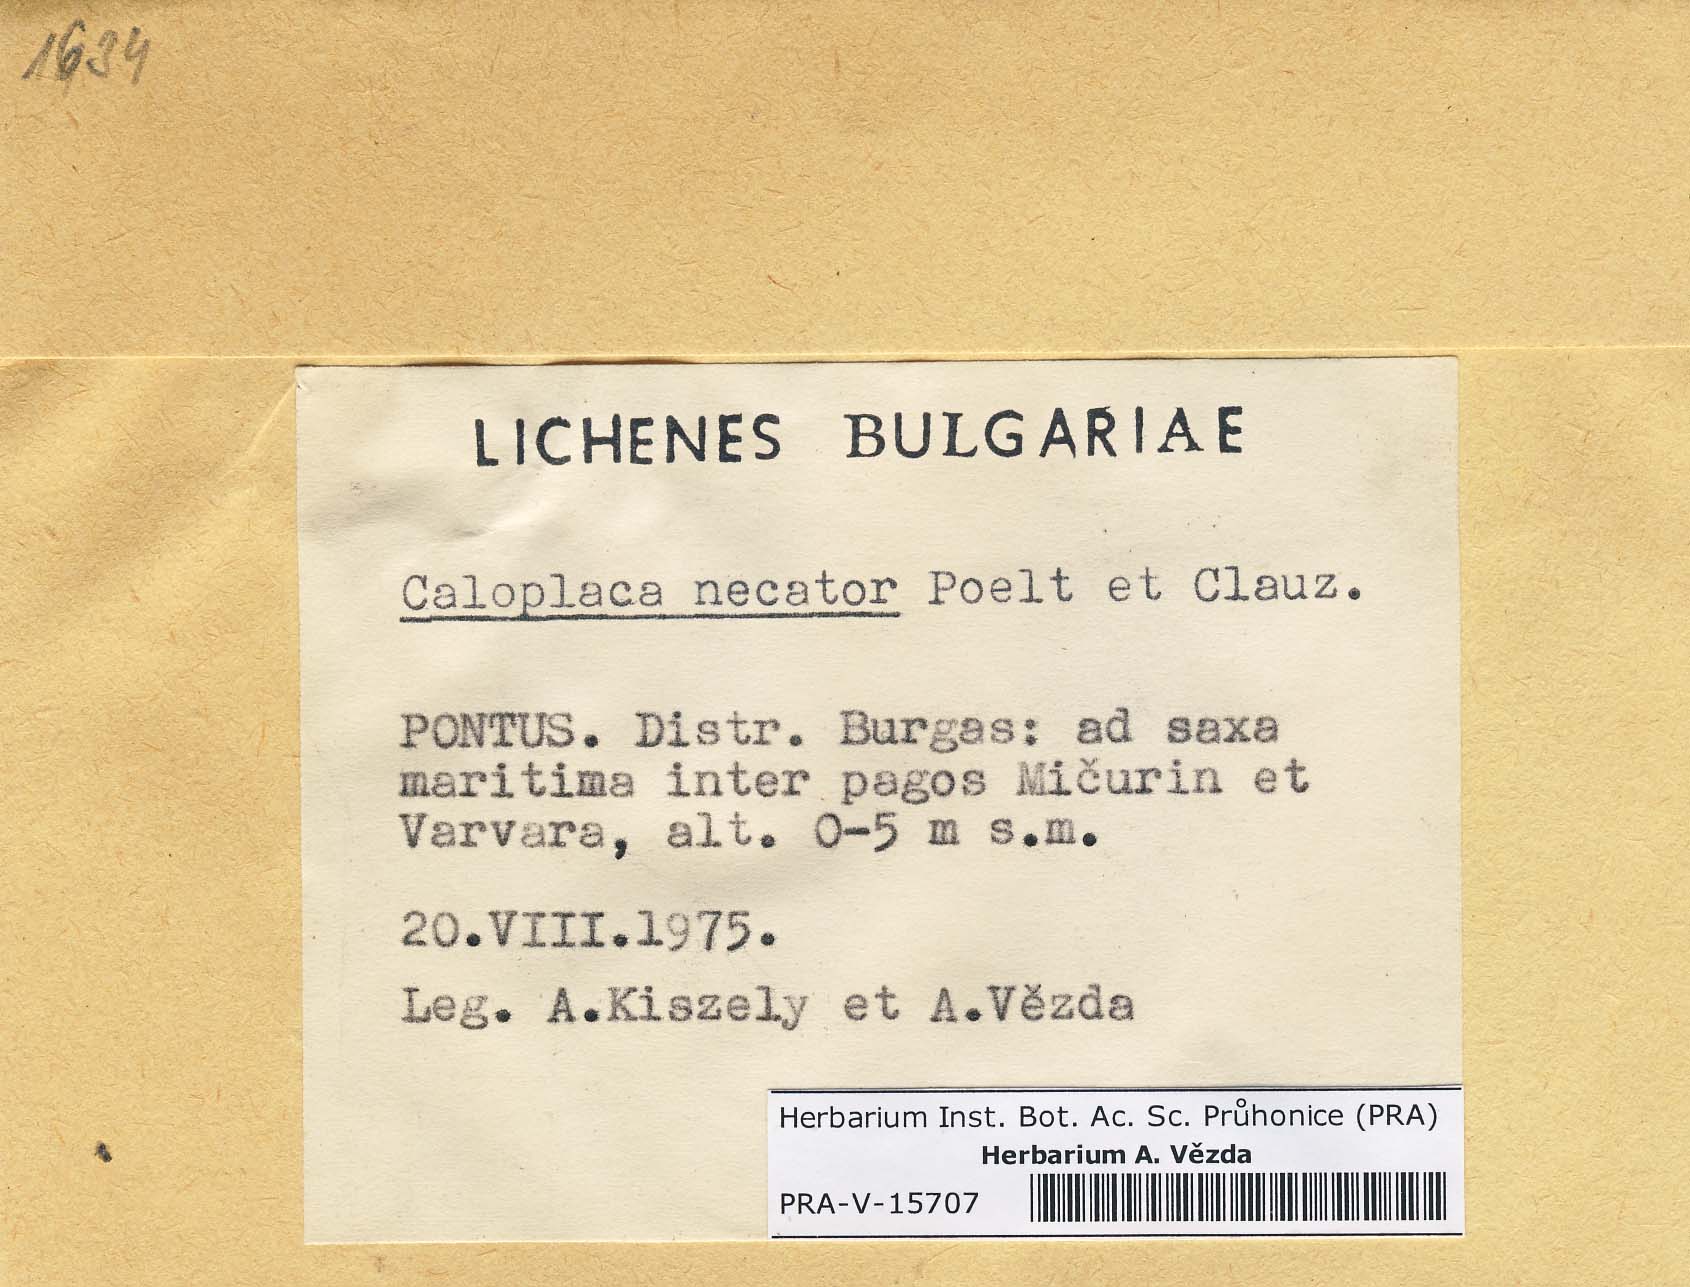 1634
LICHENES BULGARIAE
Caloplaca necator Poelt et Clauz.
PONTUS. Distr. Burgas: ad saxa
maritima inter pagos Mičurin et
Varvara, alt. 0-5 m s.m.
20.VIII.1975.
Leg. A.Kiszely et A.Vězda
Herbarium Inst. Bot. Ac. Sc. Průhonice (PRA)
Herbarium A. Vězda
PRA-V-15707